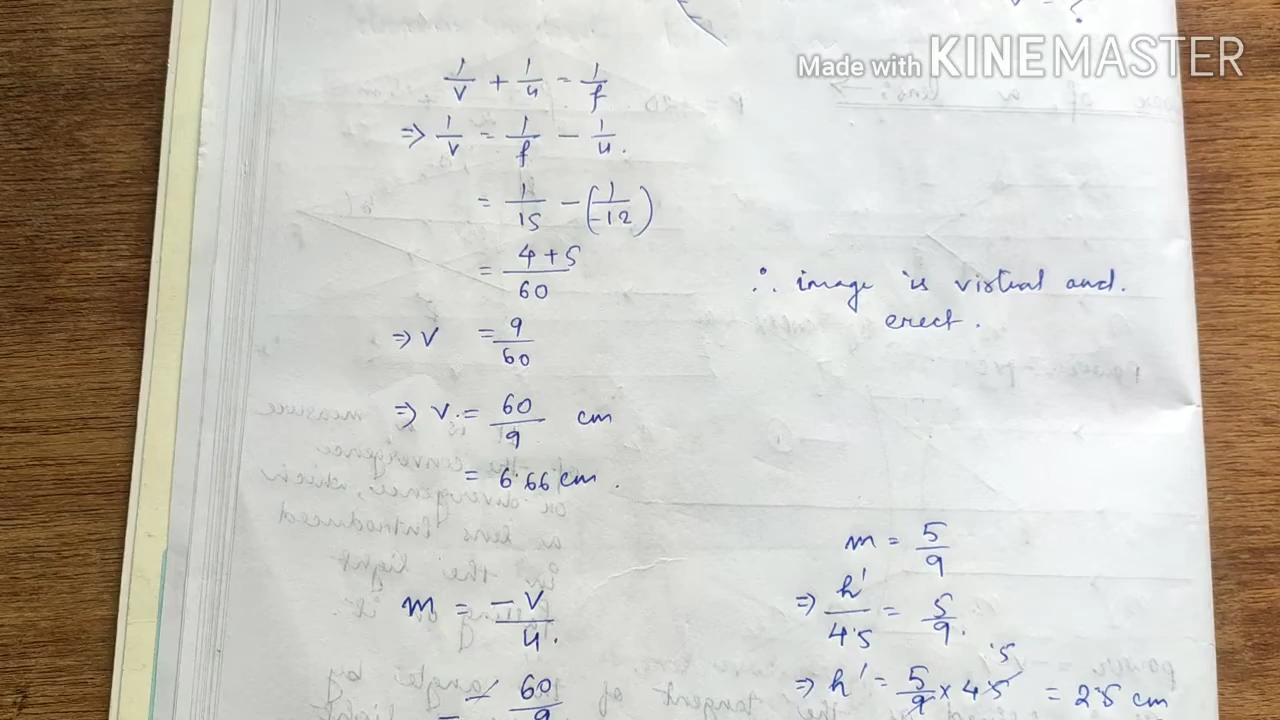 v = ?
Made with KINEMASTER
1/v + 1/u = 1/f
⇒ 1/v = 1/f - 1/u.
= 1/15 - (1/-12)
= 4+5/60
⇒ v = 9/60
⇒ v. = 60/9 cm
= 6.66 cm.
m = -v/u.
= - 60/9
∴ image is virtual and.
erect.
m = 5/9
⇒ h'/4.5 = 5/9.
⇒ h' = 5/9 × 4.5 .5 = 2.5 cm